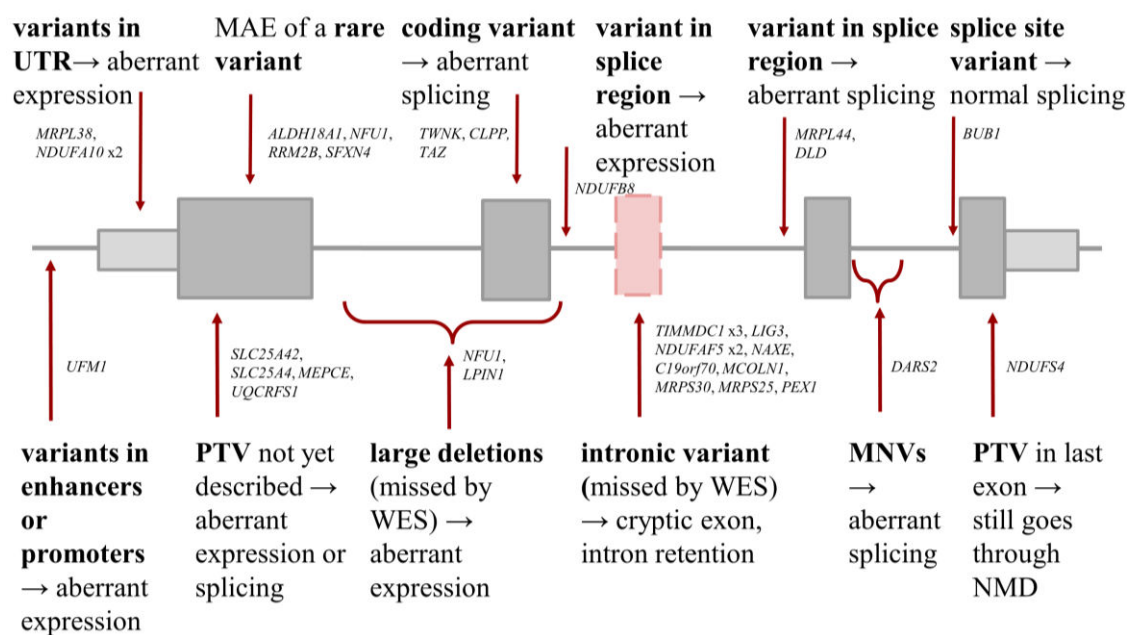 variants in
UTR→ aberrant
expression
MRPL38,
NDUFA10 x2
MAE of a rare
variant
ALDH18A1, NFU1,
RRM2B, SFXN4
coding variant
→ aberrant
splicing
TWNK, CLPP,
TAZ
variant in
splice
region →
aberrant
expression
NDUFB8
variant in splice
region →
aberrant splicing
MRPL44,
DLD
splice site
variant →
normal splicing
BUB1
UFM1
variants in
enhancers
or
promoters
→ aberrant
expression
SLC25A42,
SLC25A4, MEPCE,
UQCRFS1
PTV not yet
described →
aberrant
expression or
splicing
NFU1,
LPIN1
large deletions
(missed by
WES) →
aberrant
expression
TIMMDC1 x3, LIG3,
NDUFAF5 x2, NAXE,
C19orf70, MCOLN1,
MRPS30, MRPS25, PEX1
intronic variant
(missed by WES)
→ cryptic exon,
intron retention
DARS2
MNVs
→
aberrant
splicing
NDUFS4
PTV in last
exon →
still goes
through
NMD